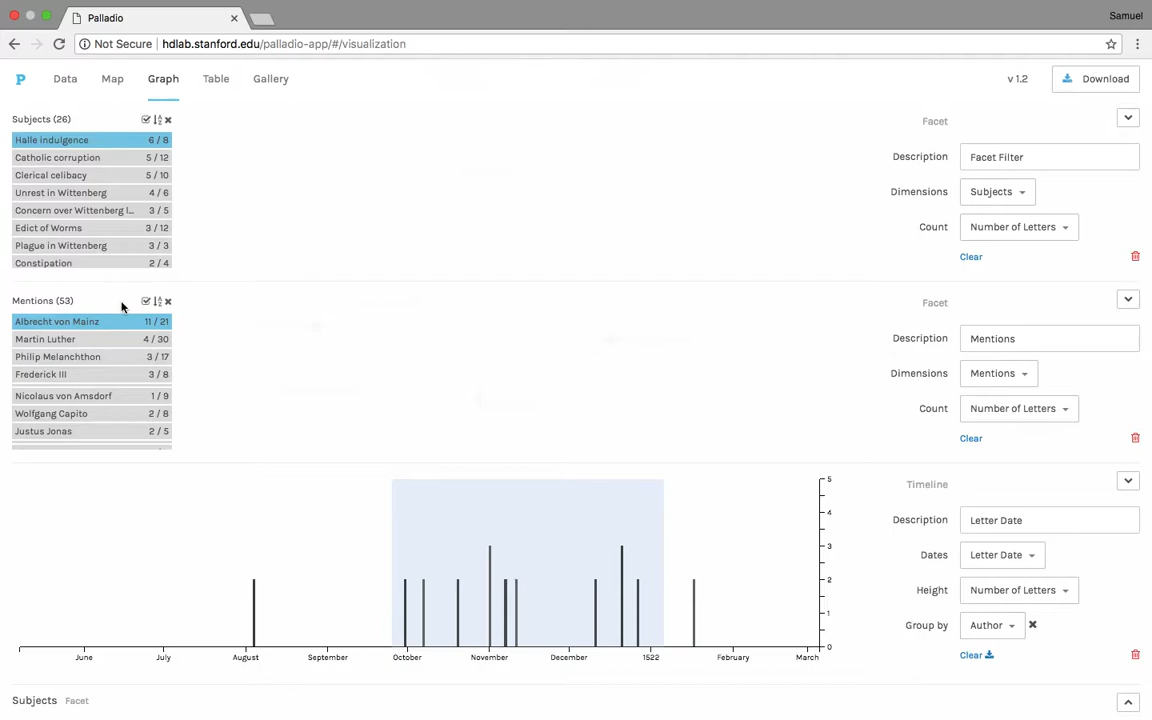 Palladio
Samuel
Not Secure hdlab.stanford.edu/palladio-app/#/visualization
P Data Map Graph Table Gallery v 1.2 Download
Subjects (26)
Halle indulgence 6 / 8
Catholic corruption 5 / 12
Clerical celibacy 5 / 10
Unrest in Wittenberg 4 / 6
Concern over Wittenberg l... 3 / 5
Edict of Worms 3 / 12
Plague in Wittenberg 3 / 3
Constipation 2 / 4
Facet
Description Facet Filter
Dimensions Subjects
Count Number of Letters
Clear
Mentions (53)
Albrecht von Mainz 11 / 21
Martin Luther 4 / 30
Philip Melanchthon 3 / 17
Frederick III 3 / 8
Nicolaus von Amsdorf 1 / 9
Wolfgang Capito 2 / 8
Justus Jonas 2 / 5
Facet
Description Mentions
Dimensions Mentions
Count Number of Letters
Clear
5
4
3
2
1
0
June July August September October November December 1522 February March
Timeline
Description Letter Date
Dates Letter Date
Height Number of Letters
Group by Author
Clear
Subjects Facet